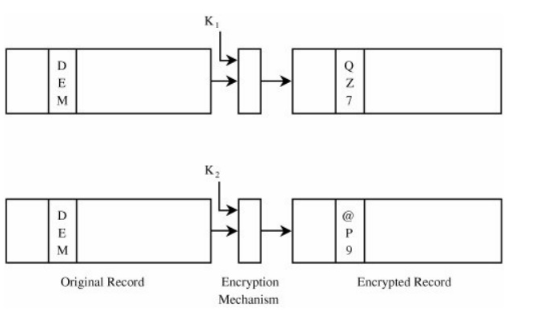 K1
D
E
M
Q
Z
7
K2
D
E
M
@
P
9
Original Record
Encryption
Mechanism
Encrypted Record